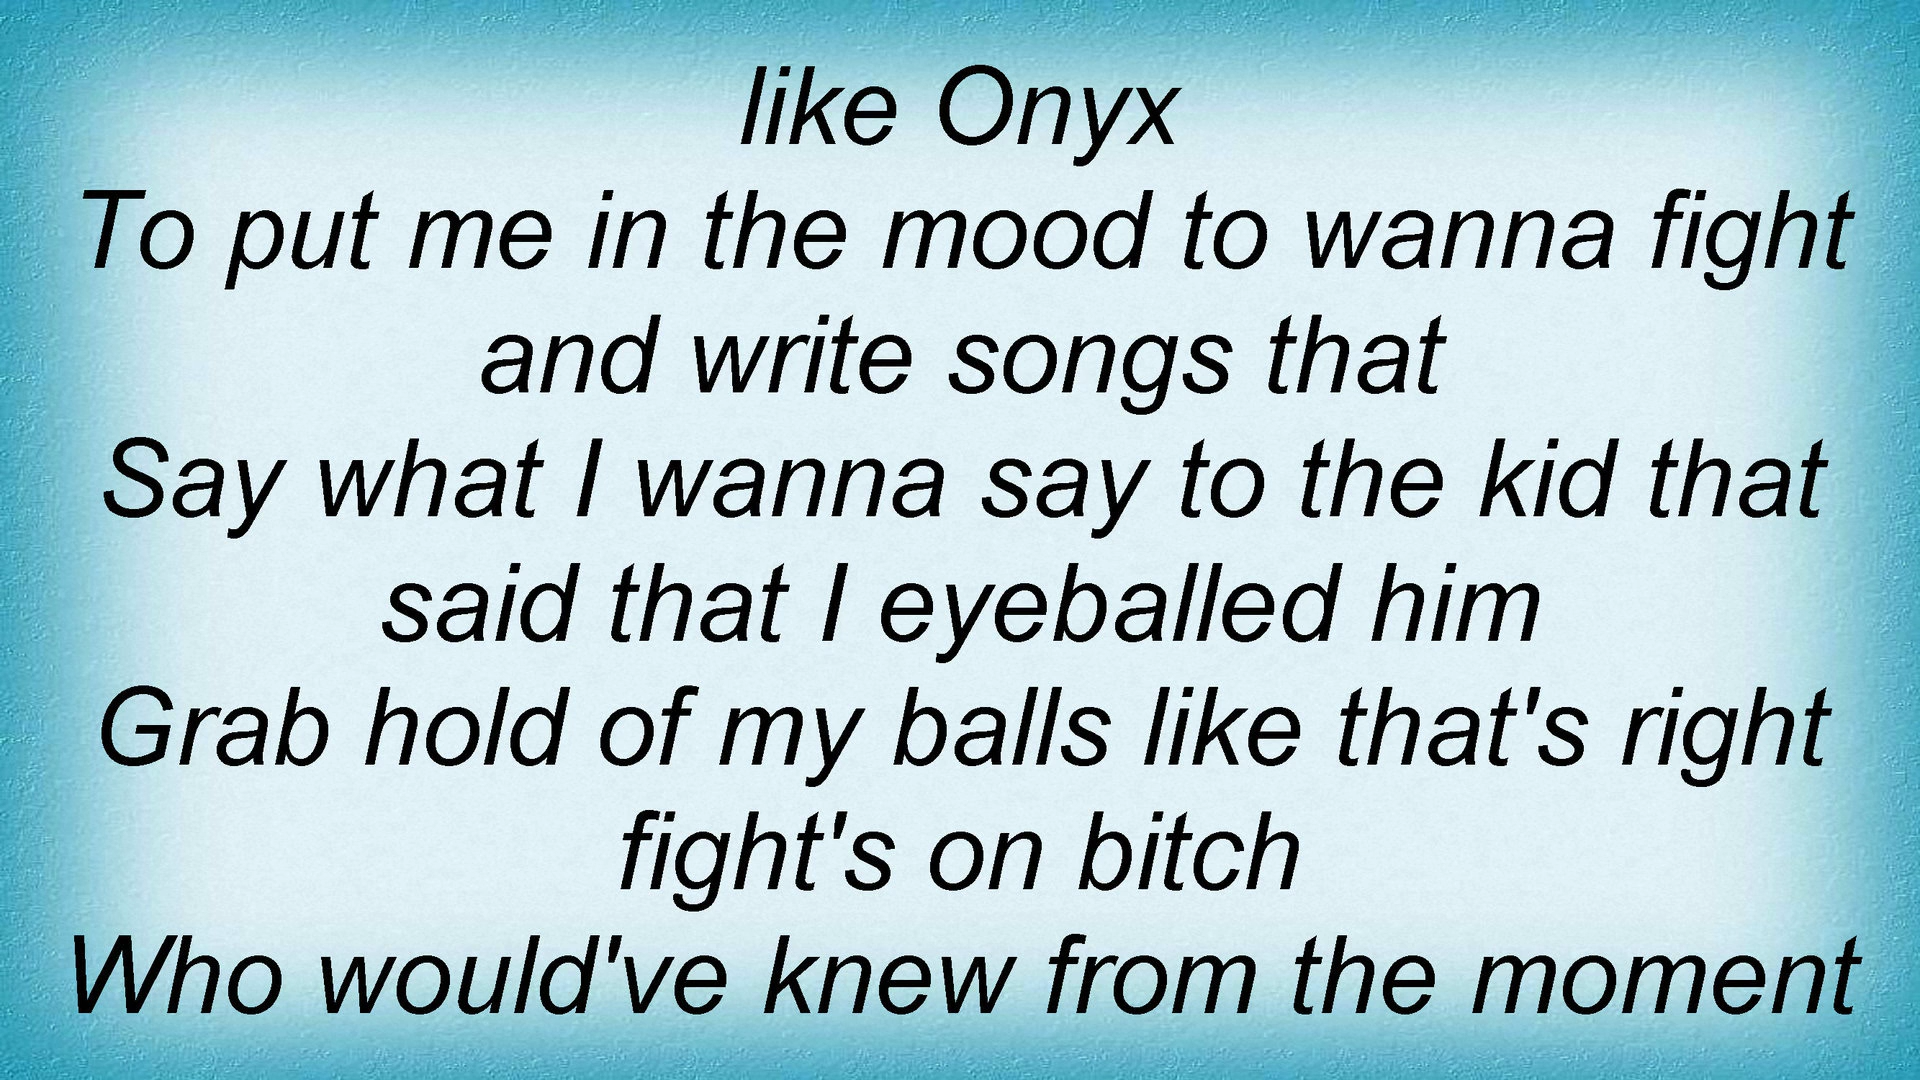 like Onyx
To put me in the mood to wanna fight
and write songs that
Say what I wanna say to the kid that
said that I eyeballed him
Grab hold of my balls like that's right
fight's on bitch
Who would've knew from the moment